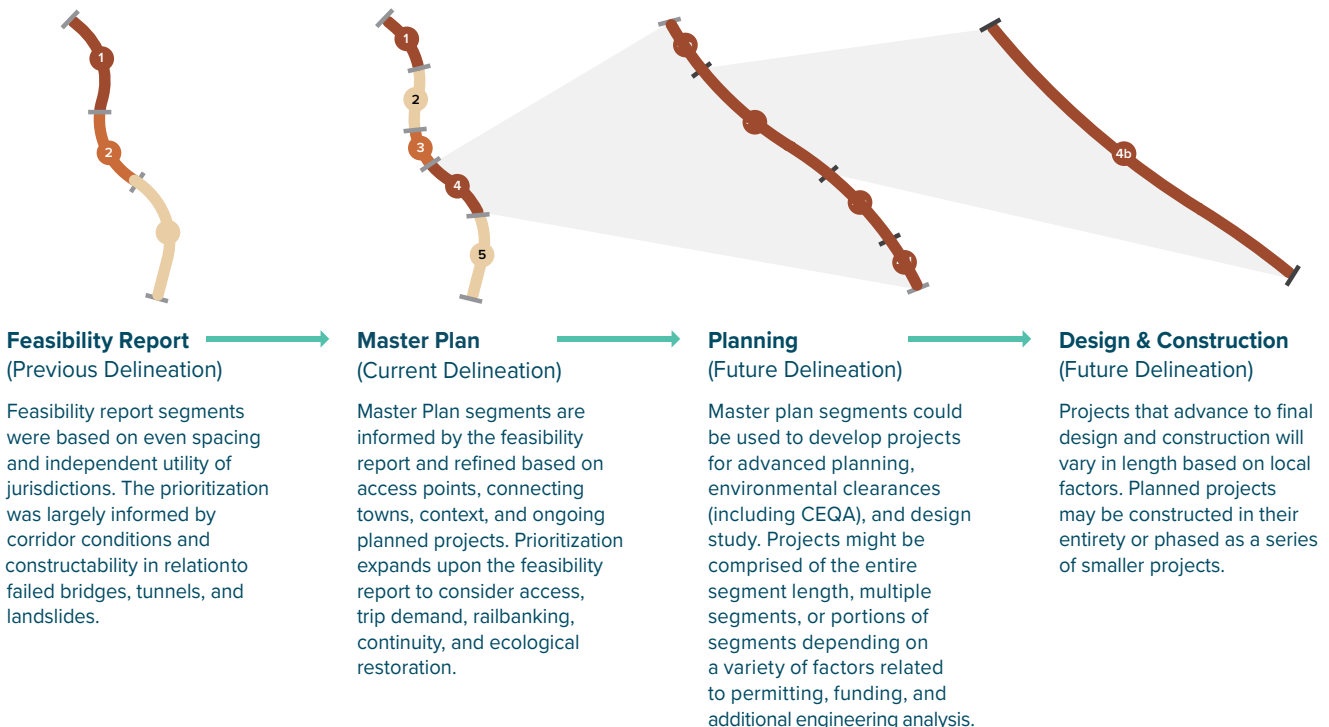 1
2
1
2
3
4
5
4b
Feasibility Report
(Previous Delineation)
Feasibility report segments
were based on even spacing
and independent utility of
jurisdictions. The prioritization
was largely informed by
corridor conditions and
constructability in relationto
failed bridges, tunnels, and
landslides.
Master Plan
(Current Delineation)
Master Plan segments are
informed by the feasibility
report and refined based on
access points, connecting
towns, context, and ongoing
planned projects. Prioritization
expands upon the feasibility
report to consider access,
trip demand, railbanking,
continuity, and ecological
restoration.
Planning
(Future Delineation)
Master plan segments could
be used to develop projects
for advanced planning,
environmental clearances
(including CEQA), and design
study. Projects might be
comprised of the entire
segment length, multiple
segments, or portions of
segments depending on
a variety of factors related
to permitting, funding, and
additional engineering analysis.
Design & Construction
(Future Delineation)
Projects that advance to final
design and construction will
vary in length based on local
factors. Planned projects
may be constructed in their
entirety or phased as a series
of smaller projects.